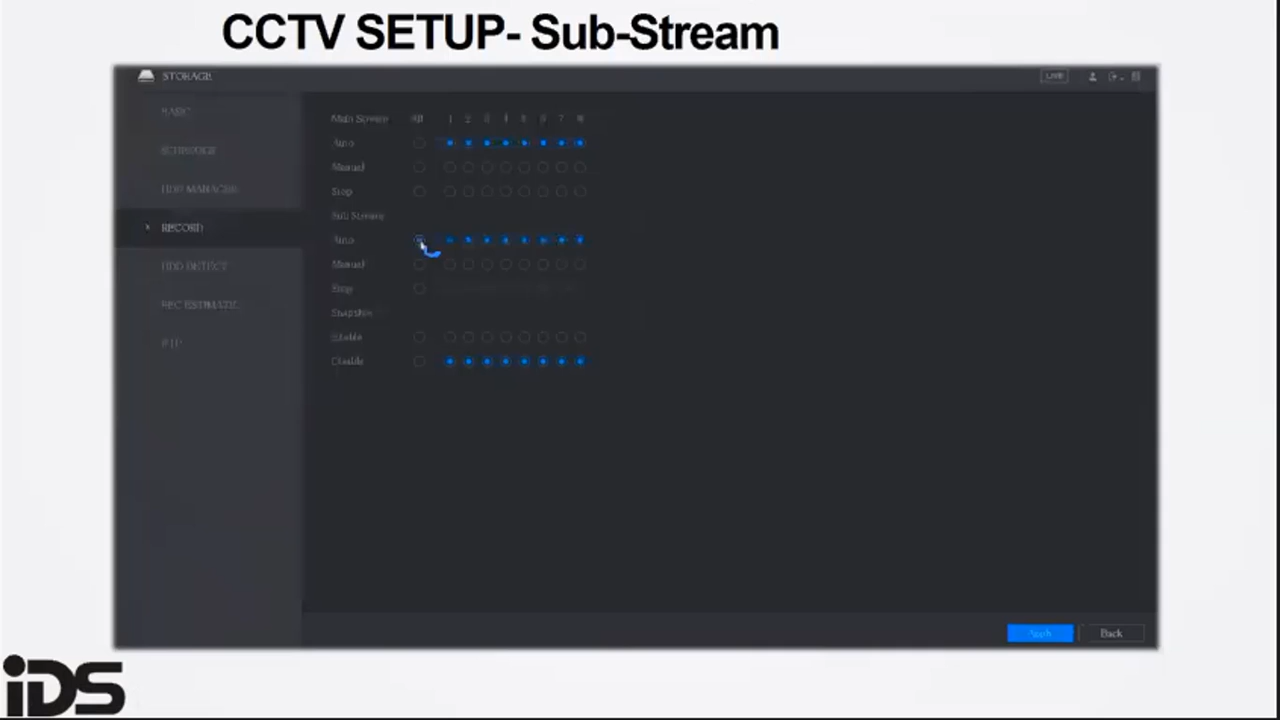 CCTV SETUP- Sub-Stream
STORAGE
LIVE
BASIC
SCHEDULE
HDD MANAGER
RECORD
HDD DETECT
REC ESTIMATE
FTP
Main Stream All 1 2 3 4 5 6 7 8
Auto
Manual
Stop
Sub Stream
Auto
Manual
Stop
Snapshot
Enable
Disable
Apply
Back
iDS